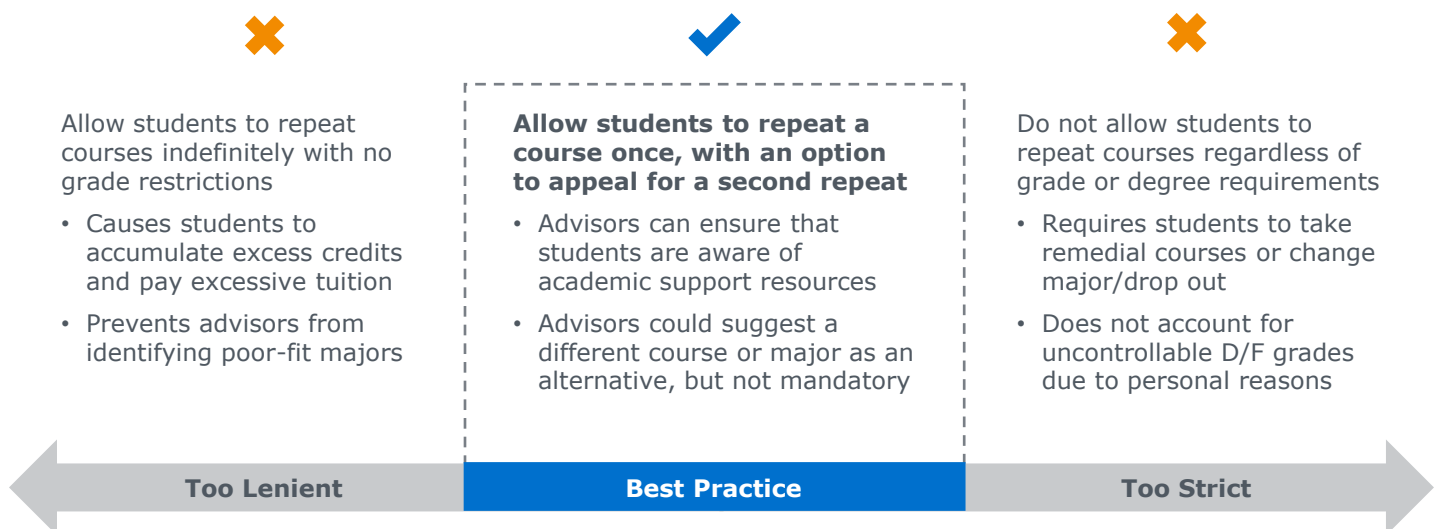 Allow students to repeat
courses indefinitely with no
grade restrictions
• Causes students to
accumulate excess credits
and pay excessive tuition
• Prevents advisors from
identifying poor-fit majors
Allow students to repeat a
course once, with an option
to appeal for a second repeat
• Advisors can ensure that
students are aware of
academic support resources
• Advisors could suggest a
different course or major as an
alternative, but not mandatory
Do not allow students to
repeat courses regardless of
grade or degree requirements
• Requires students to take
remedial courses or change
major/drop out
• Does not account for
uncontrollable D/F grades
due to personal reasons
Too Lenient
Best Practice
Too Strict